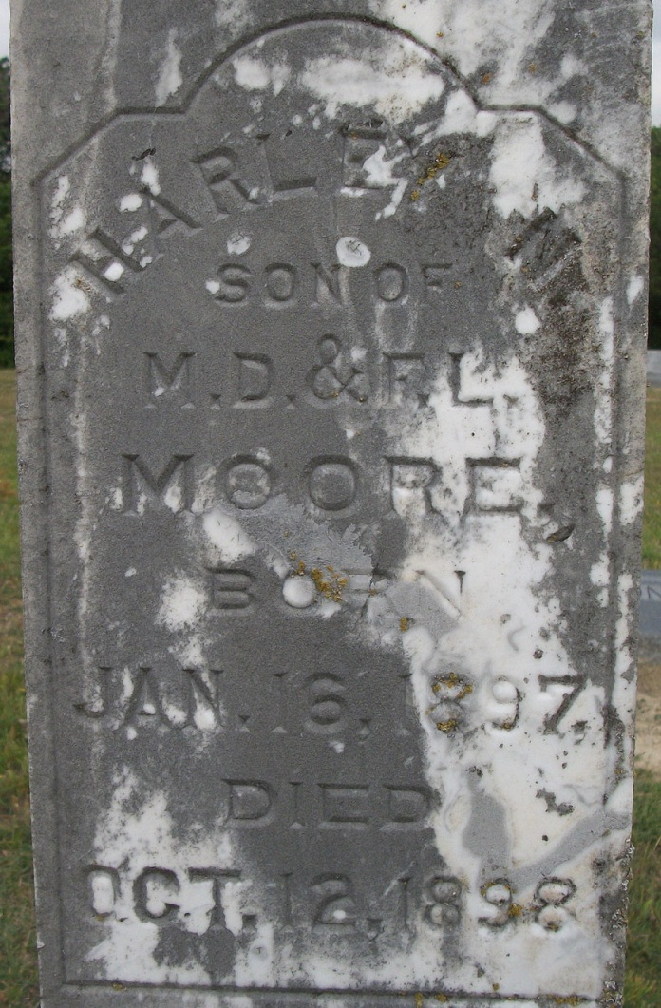 HARLEY W
SON OF
M.D. & F.L.
MOORE.
BORN
JAN. 16, 1897,
DIED
OCT. 12, 1898